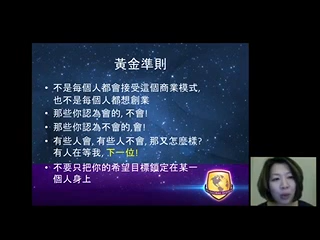 黃金準則
不是每個人都會接受這個商業模式,
也不是每個人都想創業
那些你認為會的, 不會!
那些你認為不會的,會!
有些人會, 有些人不會, 那又怎麼樣?
有人在等我, 下一位!
不要只把你的希望目標鎖定在某一
個人身上